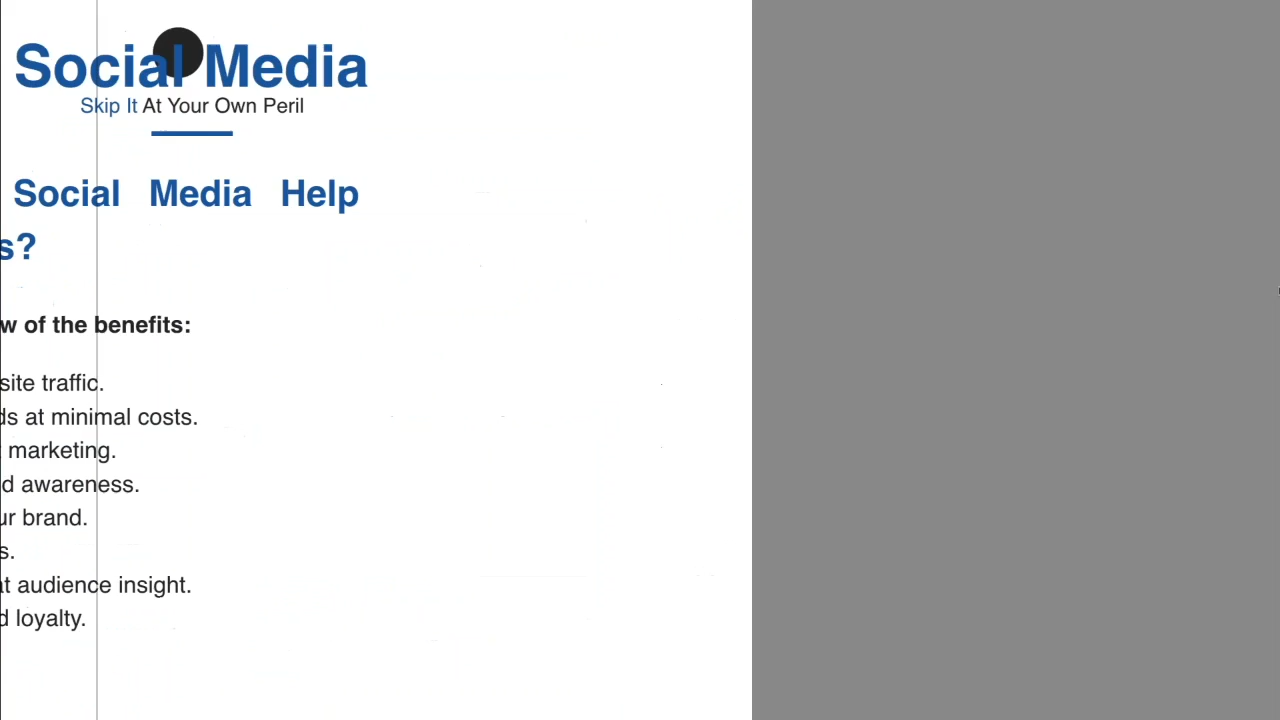 Social Media
Skip It At Your Own Peril
Social Media Help
s?
w of the benefits:
site traffic.
ds at minimal costs.
marketing.
d awareness.
ur brand.
s.
at audience insight.
d loyalty.